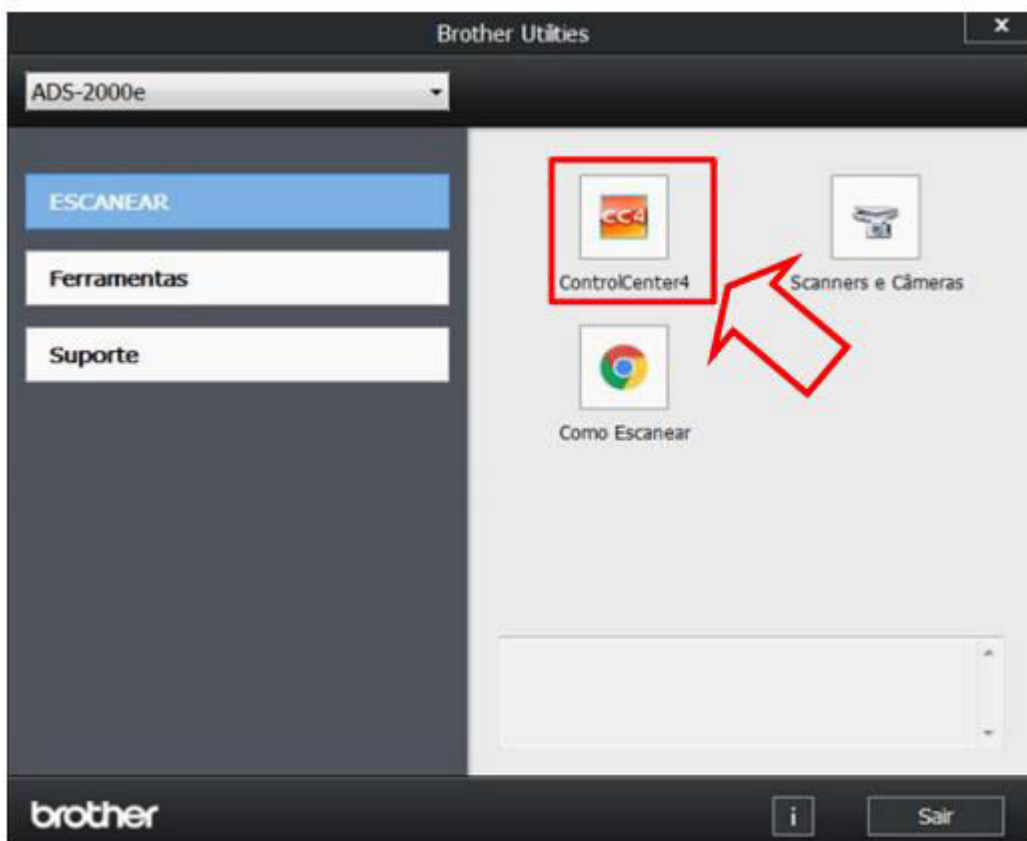 Brother Utilities
x
ADS-2000e
ESCANEAR
Ferramentas
Suporte
CC4
ControlCenter4
Scanners e Câmeras
Como Escanear
brother
i
Sair